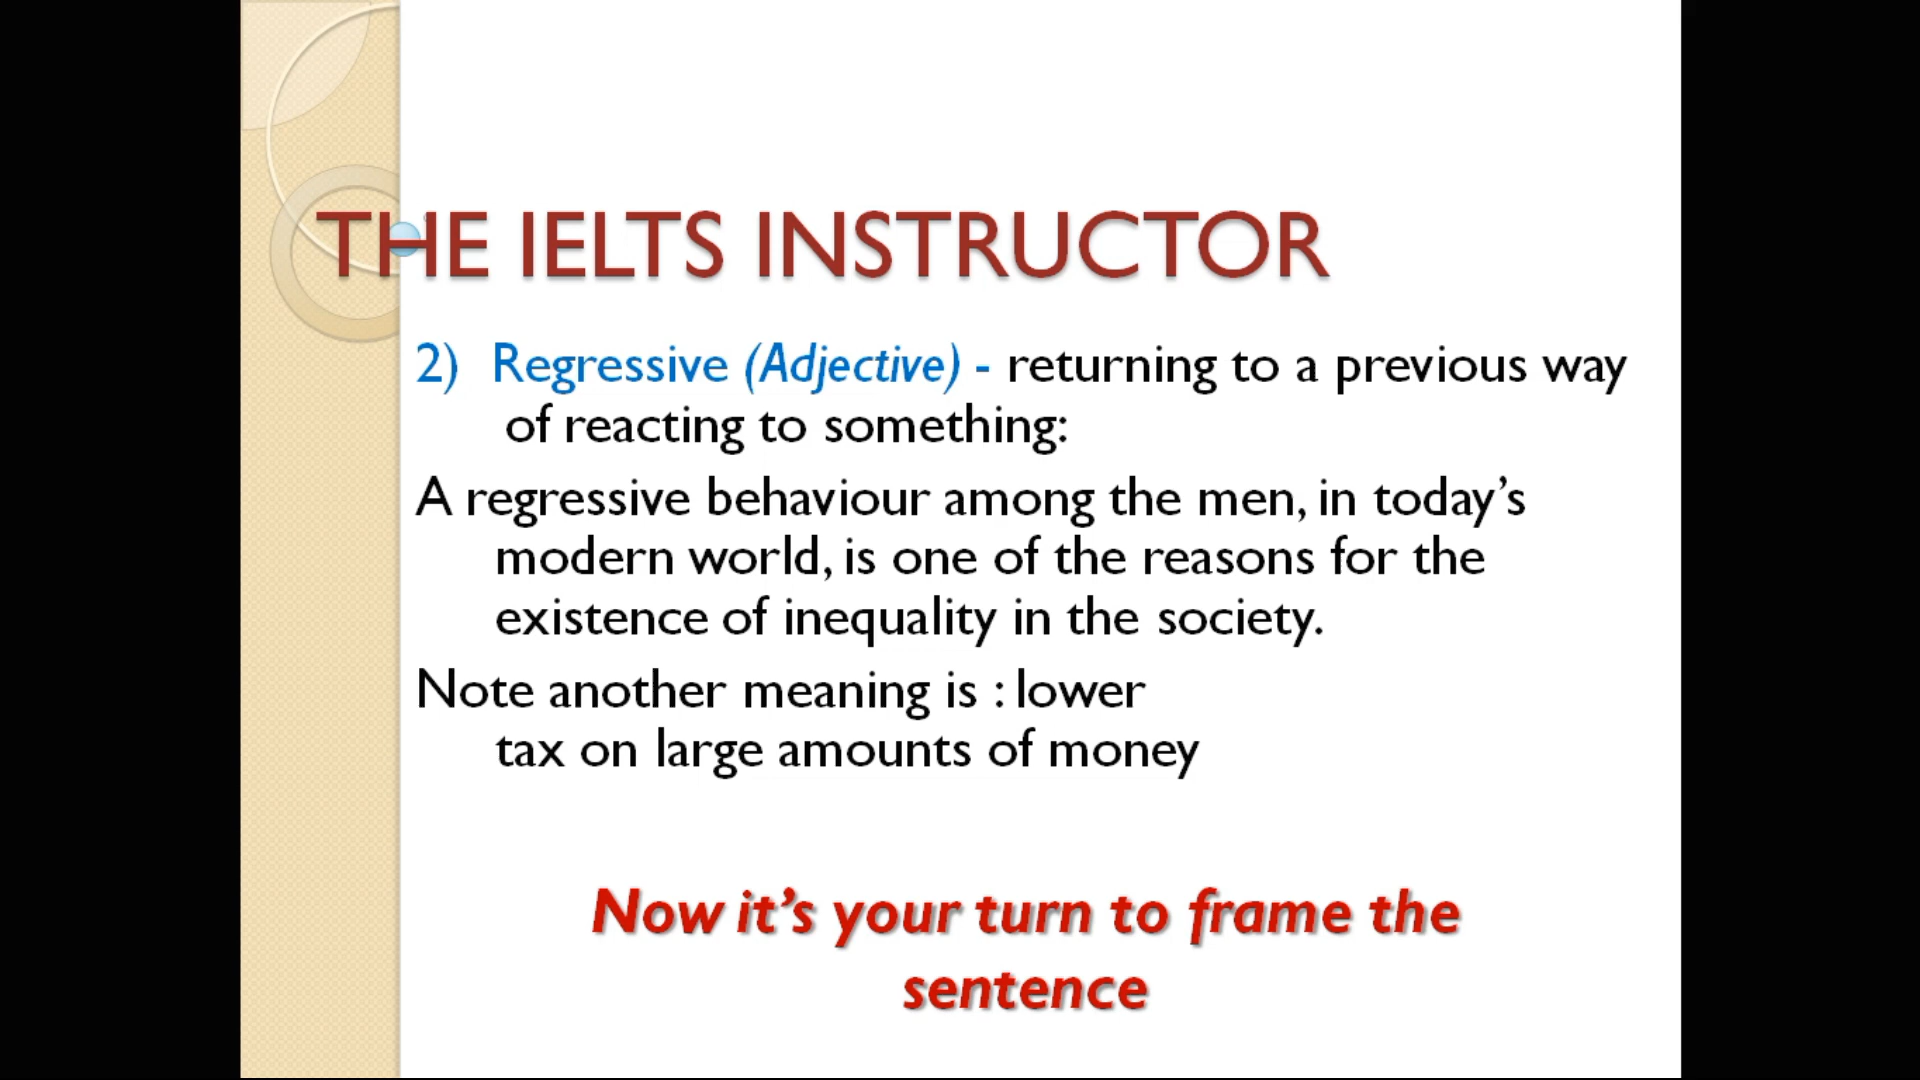 THE IELTS INSTRUCTOR
2) Regressive (Adjective) - returning to a previous way
of reacting to something:
A regressive behaviour among the men, in today's
modern world, is one of the reasons for the
existence of inequality in the society.
Note another meaning is : lower
tax on large amounts of money
Now it's your turn to frame the
sentence